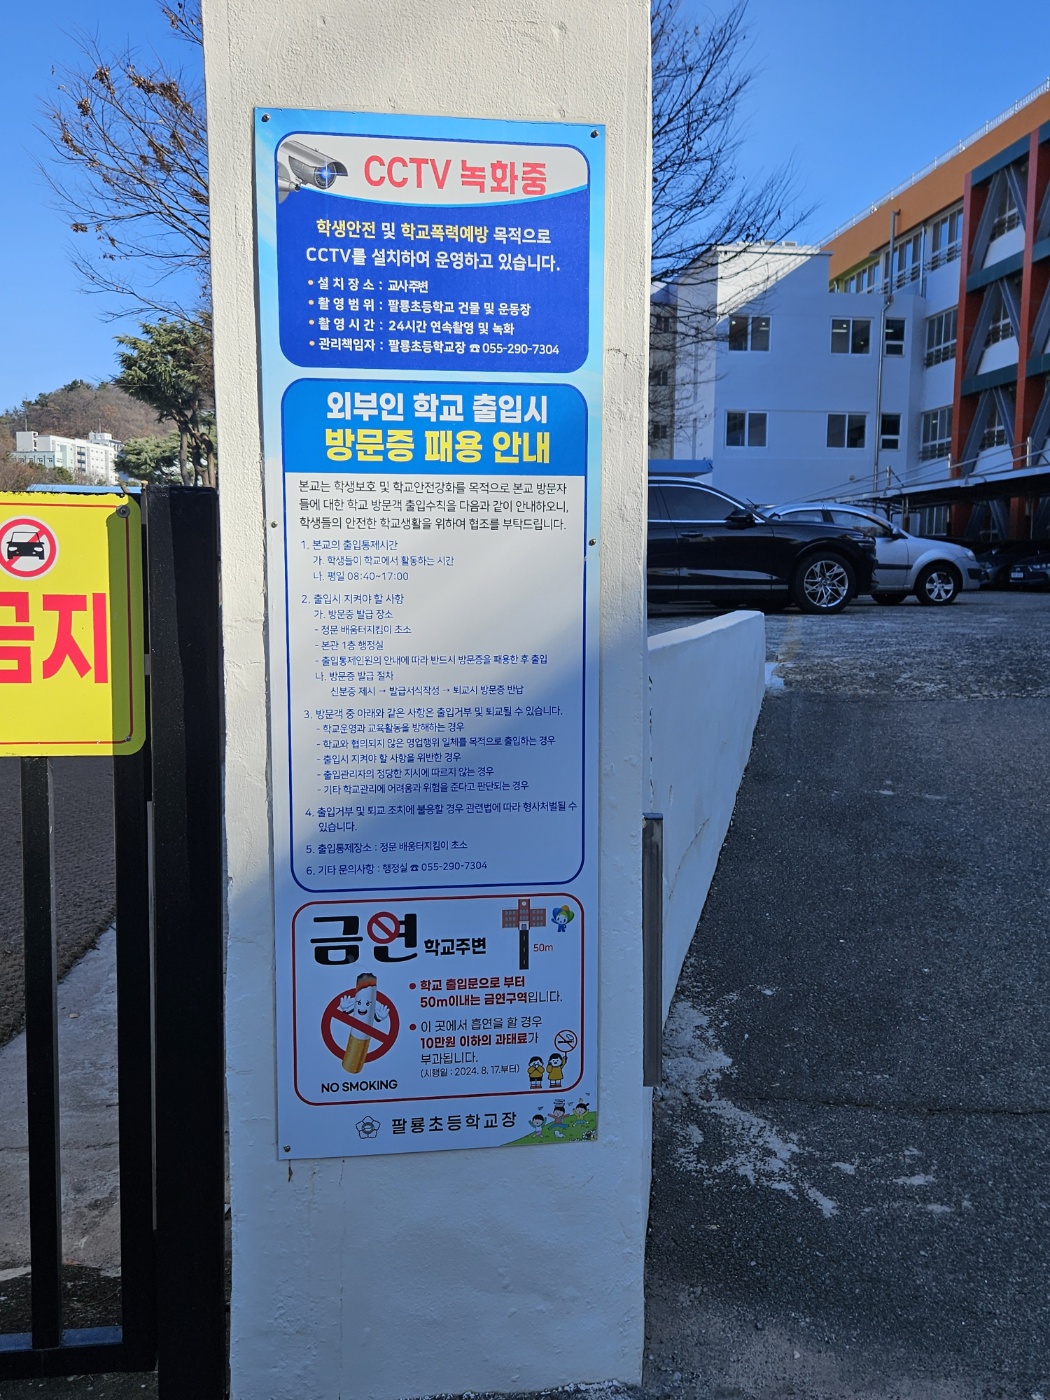 CCTV 녹화중
학생안전 및 학교폭력예방 목적으로
CCTV를 설치하여 운영하고 있습니다.
• 설치장소 : 교사주변
• 촬영범위 : 팔룡초등학교 건물 및 운동장
• 촬영시간 : 24시간 연속촬영 및 녹화
• 관리책임자 : 팔룡초등학교장 ☎ 055-290-7304
외부인 학교 출입시
방문증 패용 안내
본교는 학생보호 및 학교안전강화를 목적으로 본교 방문자
들에 대한 학교 방문객 출입수칙을 다음과 같이 안내하오니,
학생들의 안전한 학교생활을 위하여 협조를 부탁드립니다.
1. 본교의 출입통제시간
가. 학생들이 학교에서 활동하는 시간
나. 평일 08:40~17:00
2. 출입시 지켜야 할 사항
가. 방문증 발급 장소
- 정문 배움터지킴이 초소
- 본관 1층 행정실
- 출입통제인원의 안내에 따라 반드시 방문증을 패용한 후 출입
나. 방문증 발급 절차
신분증 제시 → 발급서식작성 → 퇴교시 방문증 반납
3. 방문객 중 아래와 같은 사항은 출입거부 및 퇴교될 수 있습니다.
- 학교운영과 교육활동을 방해하는 경우
- 학교와 협의되지 않은 영업행위 일체를 목적으로 출입하는 경우
- 출입시 지켜야 할 사항을 위반한 경우
- 출입관리자의 정당한 지시에 따르지 않는 경우
- 기타 학교관리에 어려움과 위험을 준다고 판단되는 경우
4. 출입거부 및 퇴교 조치에 불응할 경우 관련법에 따라 형사처벌될 수
있습니다.
5. 출입통제장소 : 정문 배움터지킴이 초소
6. 기타 문의사항 : 행정실 ☎ 055-290-7304
금연 학교주변
50m
• 학교 출입문으로 부터
50m이내는 금연구역입니다.
• 이 곳에서 흡연을 할 경우
10만원 이하의 과태료가
부과됩니다.
(시행일 : 2024. 8. 17.부터)
NO SMOKING
팔룡초등학교장
금지